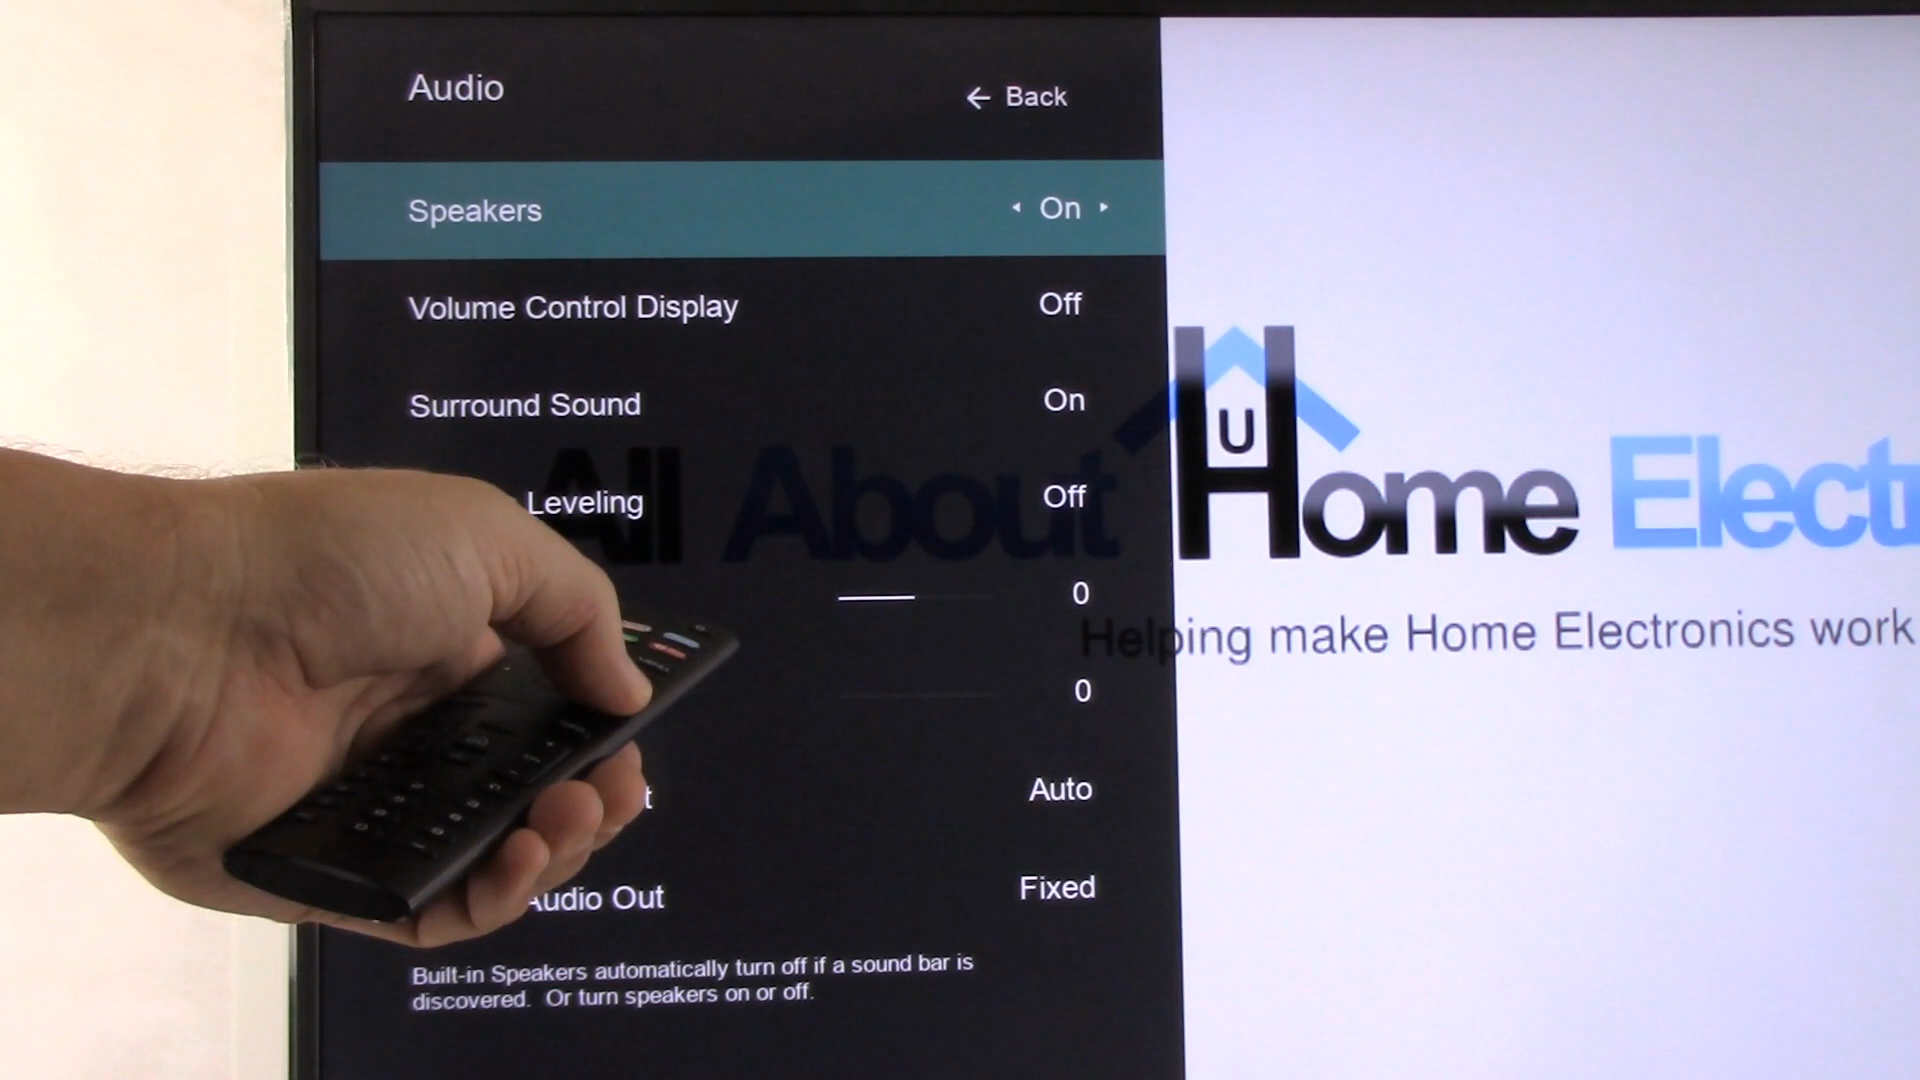 Audio
← Back
Speakers
On
Volume Control Display
Off
Surround Sound
On
Leveling
Off
All About Home Elect
U
0
Helping make Home Electronics work
0
Auto
Audio Out
Fixed
Built-in Speakers automatically turn off if a sound bar is
discovered. Or turn speakers on or off.